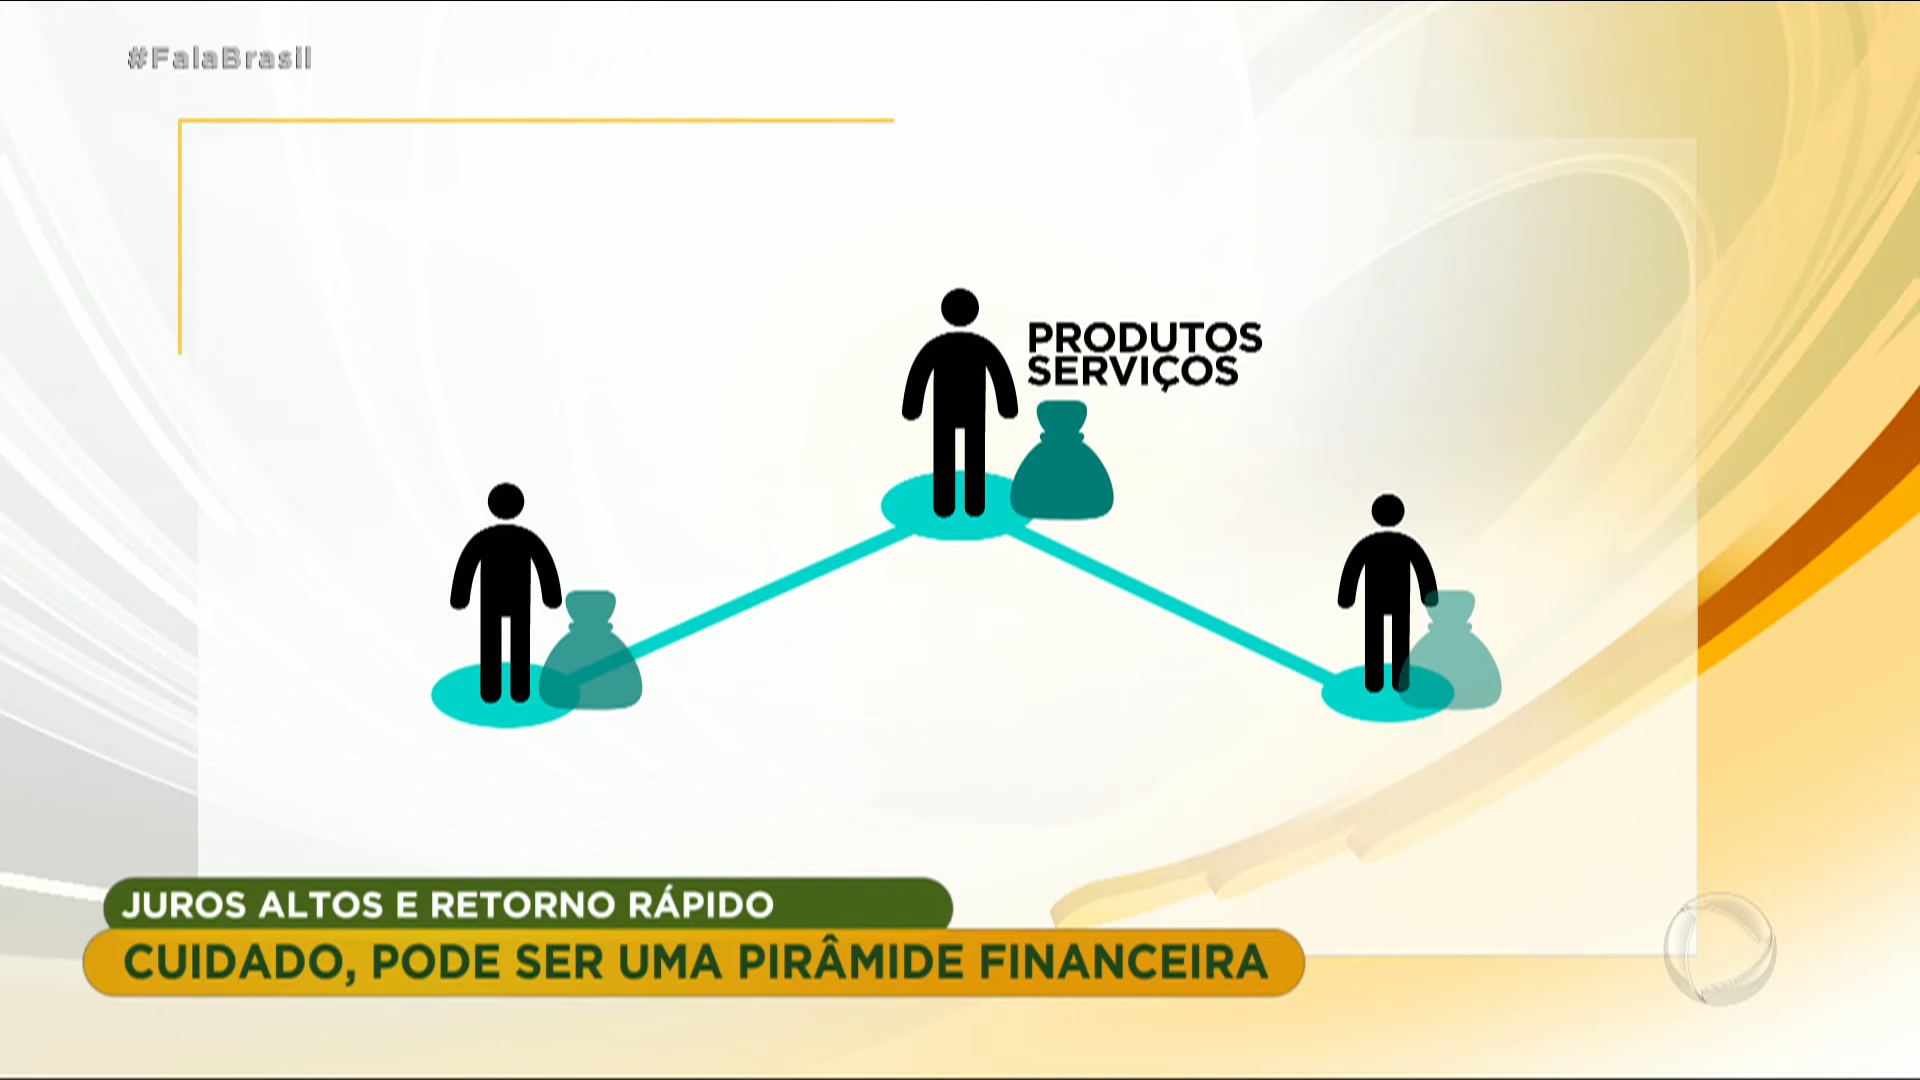 #FalaBrasil
PRODUTOS
SERVIÇOS
JUROS ALTOS E RETORNO RÁPIDO
CUIDADO, PODE SER UMA PIRÂMIDE FINANCEIRA